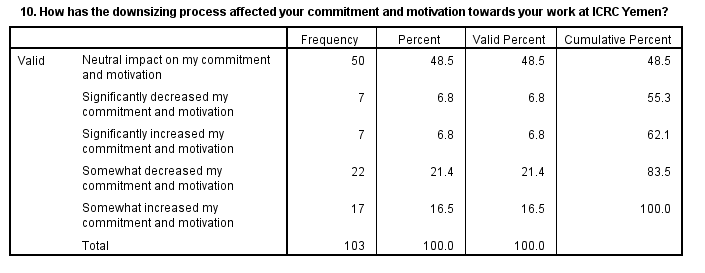 10. How has the downsizing process affected your commitment and motivation towards your work at ICRC Yemen?
Frequency Percent Valid Percent Cumulative Percent
Valid Neutral impact on my commitment 50 48.5 48.5 48.5
and motivation
Significantly decreased my 7 6.8 6.8 55.3
commitment and motivation
Significantly increased my 7 6.8 6.8 62.1
commitment and motivation
Somewhat decreased my 22 21.4 21.4 83.5
commitment and motivation
Somewhat increased my 17 16.5 16.5 100.0
commitment and motivation
Total 103 100.0 100.0